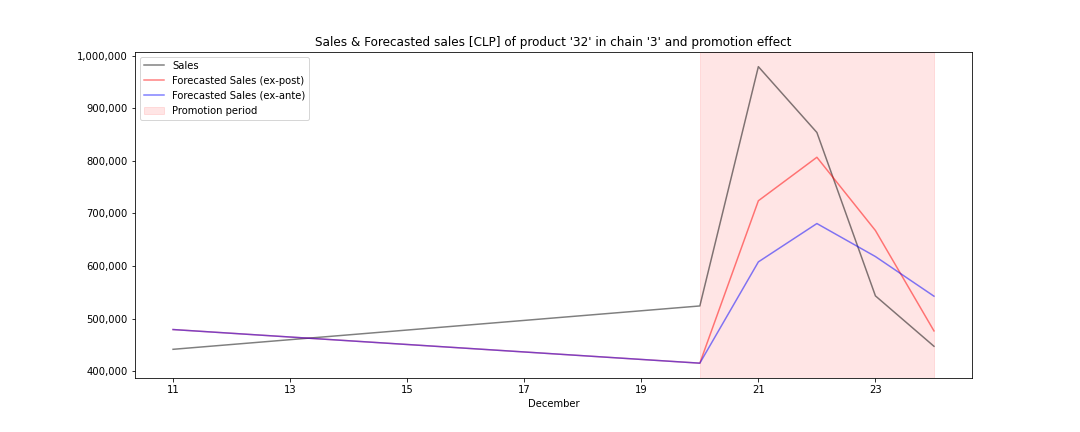 Sales & Forecasted sales [CLP] of product '32' in chain '3' and promotion effect
1,000,000
900,000
800,000
700,000
600,000
500,000
400,000
Sales
Forecasted Sales (ex-post)
Forecasted Sales (ex-ante)
Promotion period
11 13 15 17 19 21 23
December